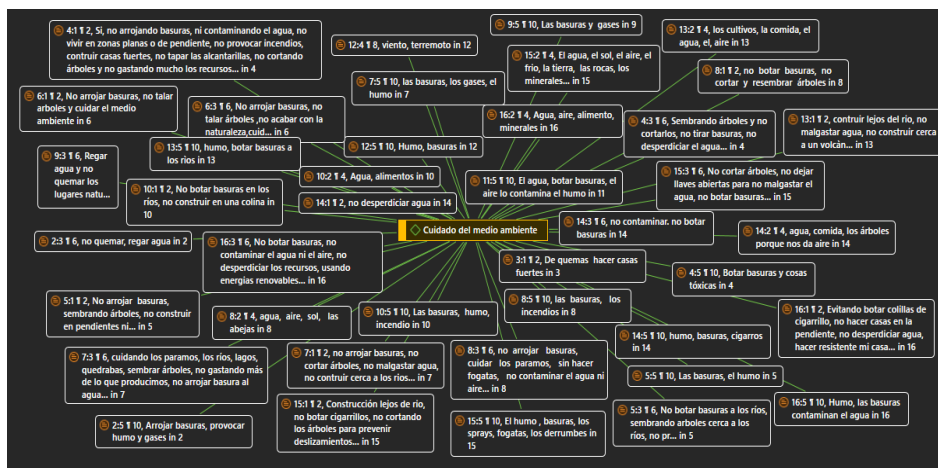 4:1 ¶ 2, Si, no arrojando basuras, ni contaminando el agua, no
vivir en zonas planas o de pendiente, no provocar incendios,
contruir casas fuertes, no tapar las alcantarillas, no cortando
árboles y no gastando mucho los recursos... in 4
12:4 ¶ 8, viento, terremoto in 12
9:5 ¶ 10, Las basuras y gases in 9
13:2 ¶ 4, los cultivos, la comida, el
agua, el, aire in 13
15:2 ¶ 4, El agua, el sol, el aire, el
frio, la tierra, las rocas, los
minerales... in 15
7:5 ¶ 10, las basuras, los gases, el
humo in 7
8:1 ¶ 2, no botar basuras, no
cortar y resembrar árboles in 8
6:1 ¶ 2, No arrojar basuras, no talar
arboles y cuidar el medio
ambiente in 6
6:3 ¶ 6, No arrojar basuras, no
talar árboles ,no acabar con la
naturaleza,cuid... in 6
16:2 ¶ 4, Agua, aire, alimento,
minerales in 16
4:3 ¶ 6, Sembrando árboles y no
cortarlos, no tirar basuras, no
desperdiciar el agua... in 4
13:1 ¶ 2, contruir lejos del rio, no
malgastar agua, no construir cerca
a un volcán... in 13
13:5 ¶ 10, humo, botar basuras a
los rios in 13
12:5 ¶ 10, Humo, basuras in 12
9:3 ¶ 6, Regar
agua y no
quemar los
lugares natu...
10:2 ¶ 4, Agua, alimentos in 10
11:5 ¶ 10, El agua, botar basuras, el
aire lo contamina el humo in 11
15:3 ¶ 6, No cortar árboles, no dejar
llaves abiertas para no malgastar el
agua, no botar basuras... in 15
10:1 ¶ 2, No botar basuras en los
ríos, no construir en una colina in
10
14:1 ¶ 2, no desperdiciar agua in 14
14:3 ¶ 6, no contaminar. no botar
basuras in 14
14:2 ¶ 4, agua, comida, los árboles
porque nos da aire in 14
Cuidado del medio ambiente
2:3 ¶ 6, no quemar, regar agua in 2
16:3 ¶ 6, No botar basuras, no
contaminar el agua ni el aire, no
desperdiciar los recursos, usando
energías renovables... in 16
3:1 ¶ 2, De quemas hacer casas
fuertes in 3
4:5 ¶ 10, Botar basuras y cosas
tóxicas in 4
5:1 ¶ 2, No arrojar basuras,
sembrando árboles, no construir
en pendientes ni... in 5
8:2 ¶ 4, agua, aire, sol, las
abejas in 8
10:5 ¶ 10, Las basuras, humo,
incendio in 10
8:5 ¶ 10, las basuras, los
incendios in 8
16:1 ¶ 2, Evitando botar colillas de
cigarrillo, no hacer casas en la
pendiente, no desperdiciar agua,
hacer resistente mi casa... in 16
14:5 ¶ 10, humo, basuras, cigarros
in 14
7:3 ¶ 6, cuidando los paramos, los ríos, lagos,
quedrabas, sembrar árboles, no gastando más
de lo que producimos, no arrojar basura al
agua... in 7
7:1 ¶ 2, no arrojar basuras, no
cortar árboles, no malgastar agua,
no contruir cerca a los rios... in 7
8:3 ¶ 6, no arrojar basuras,
cuidar los paramos, sin hacer
fogatas, no contaminar el agua ni
aire... in 8
5:5 ¶ 10, Las basuras, el humo in 5
2:5 ¶ 10, Arrojar basuras, provocar
humo y gases in 2
15:1 ¶ 2, Construcción lejos de rio,
no botar cigarrillos, no cortando
los árboles para prevenir
deslizamientos... in 15
15:5 ¶ 10, El humo , basuras, los
sprays, fogatas, los derrumbes in
15
5:3 ¶ 6, No botar basuras a los ríos,
sembrando arboles cerca a los
ríos, no pr... in 5
16:5 ¶ 10, Humo, las basuras
contaminan el agua in 16